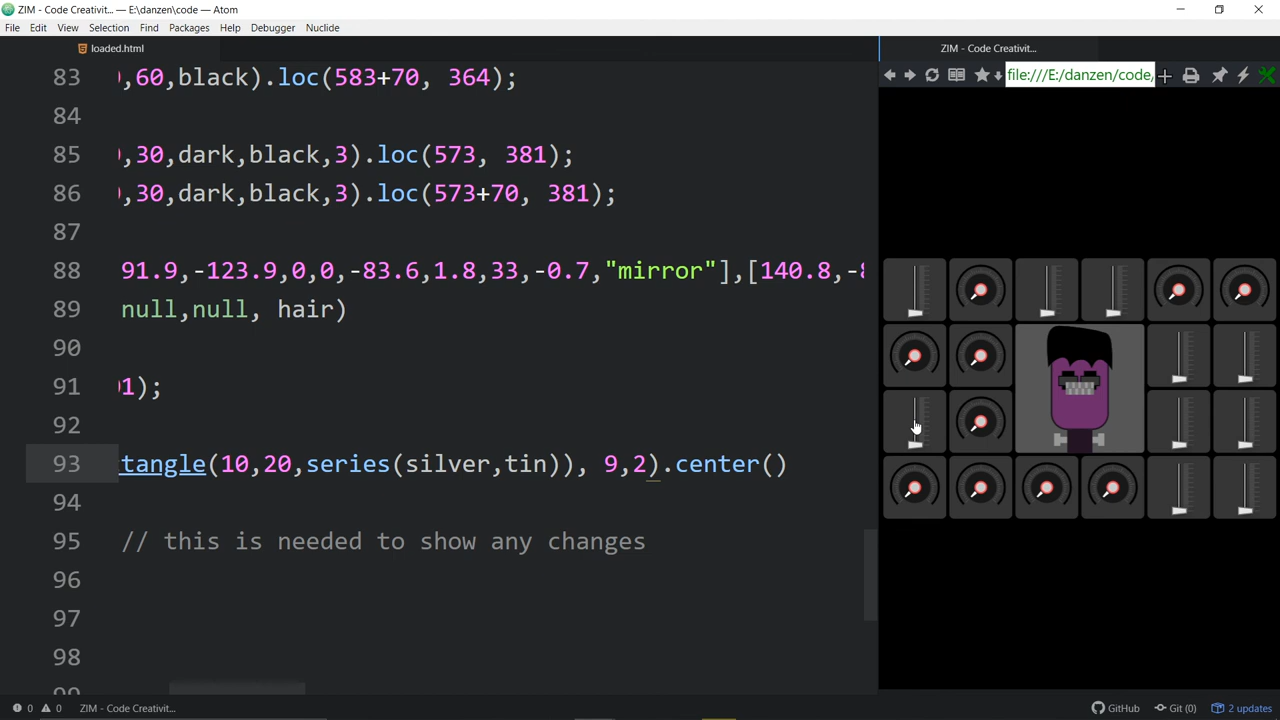 ZIM - Code Creativit... — E:\danzen\code — Atom
File Edit View Selection Find Packages Help Debugger Nuclide
loaded.html
ZIM - Code Creativit...
file:///E:/danzen/code,
83 ),60,black).loc(583+70, 364);
84
85 ),30,dark,black,3).loc(573, 381);
86 ),30,dark,black,3).loc(573+70, 381);
87
88 91.9,-123.9,0,0,-83.6,1.8,33,-0.7,"mirror"],[140.8,-8
89 null,null, hair)
90
91 1);
92
93 tangle(10,20,series(silver,tin)), 9,2).center()
94
95 // this is needed to show any changes
96
97
98
99
0 0 ZIM - Code Creativit...
GitHub Git (0) 2 updates